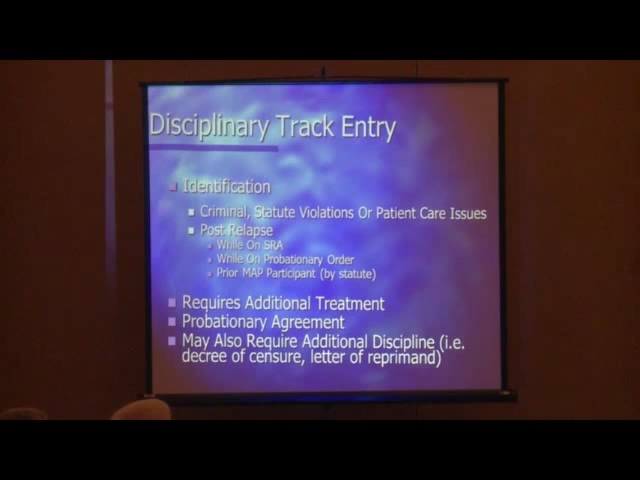 Disciplinary Track Entry
Identification
Criminal, Statute Violations Or Patient Care Issues
Post Relapse
While On SRA
While On Probationary Order
Prior MAP Participant (by statute)
Requires Additional Treatment
Probationary Agreement
May Also Require Additional Discipline (i.e.
decree of censure, letter of reprimand)